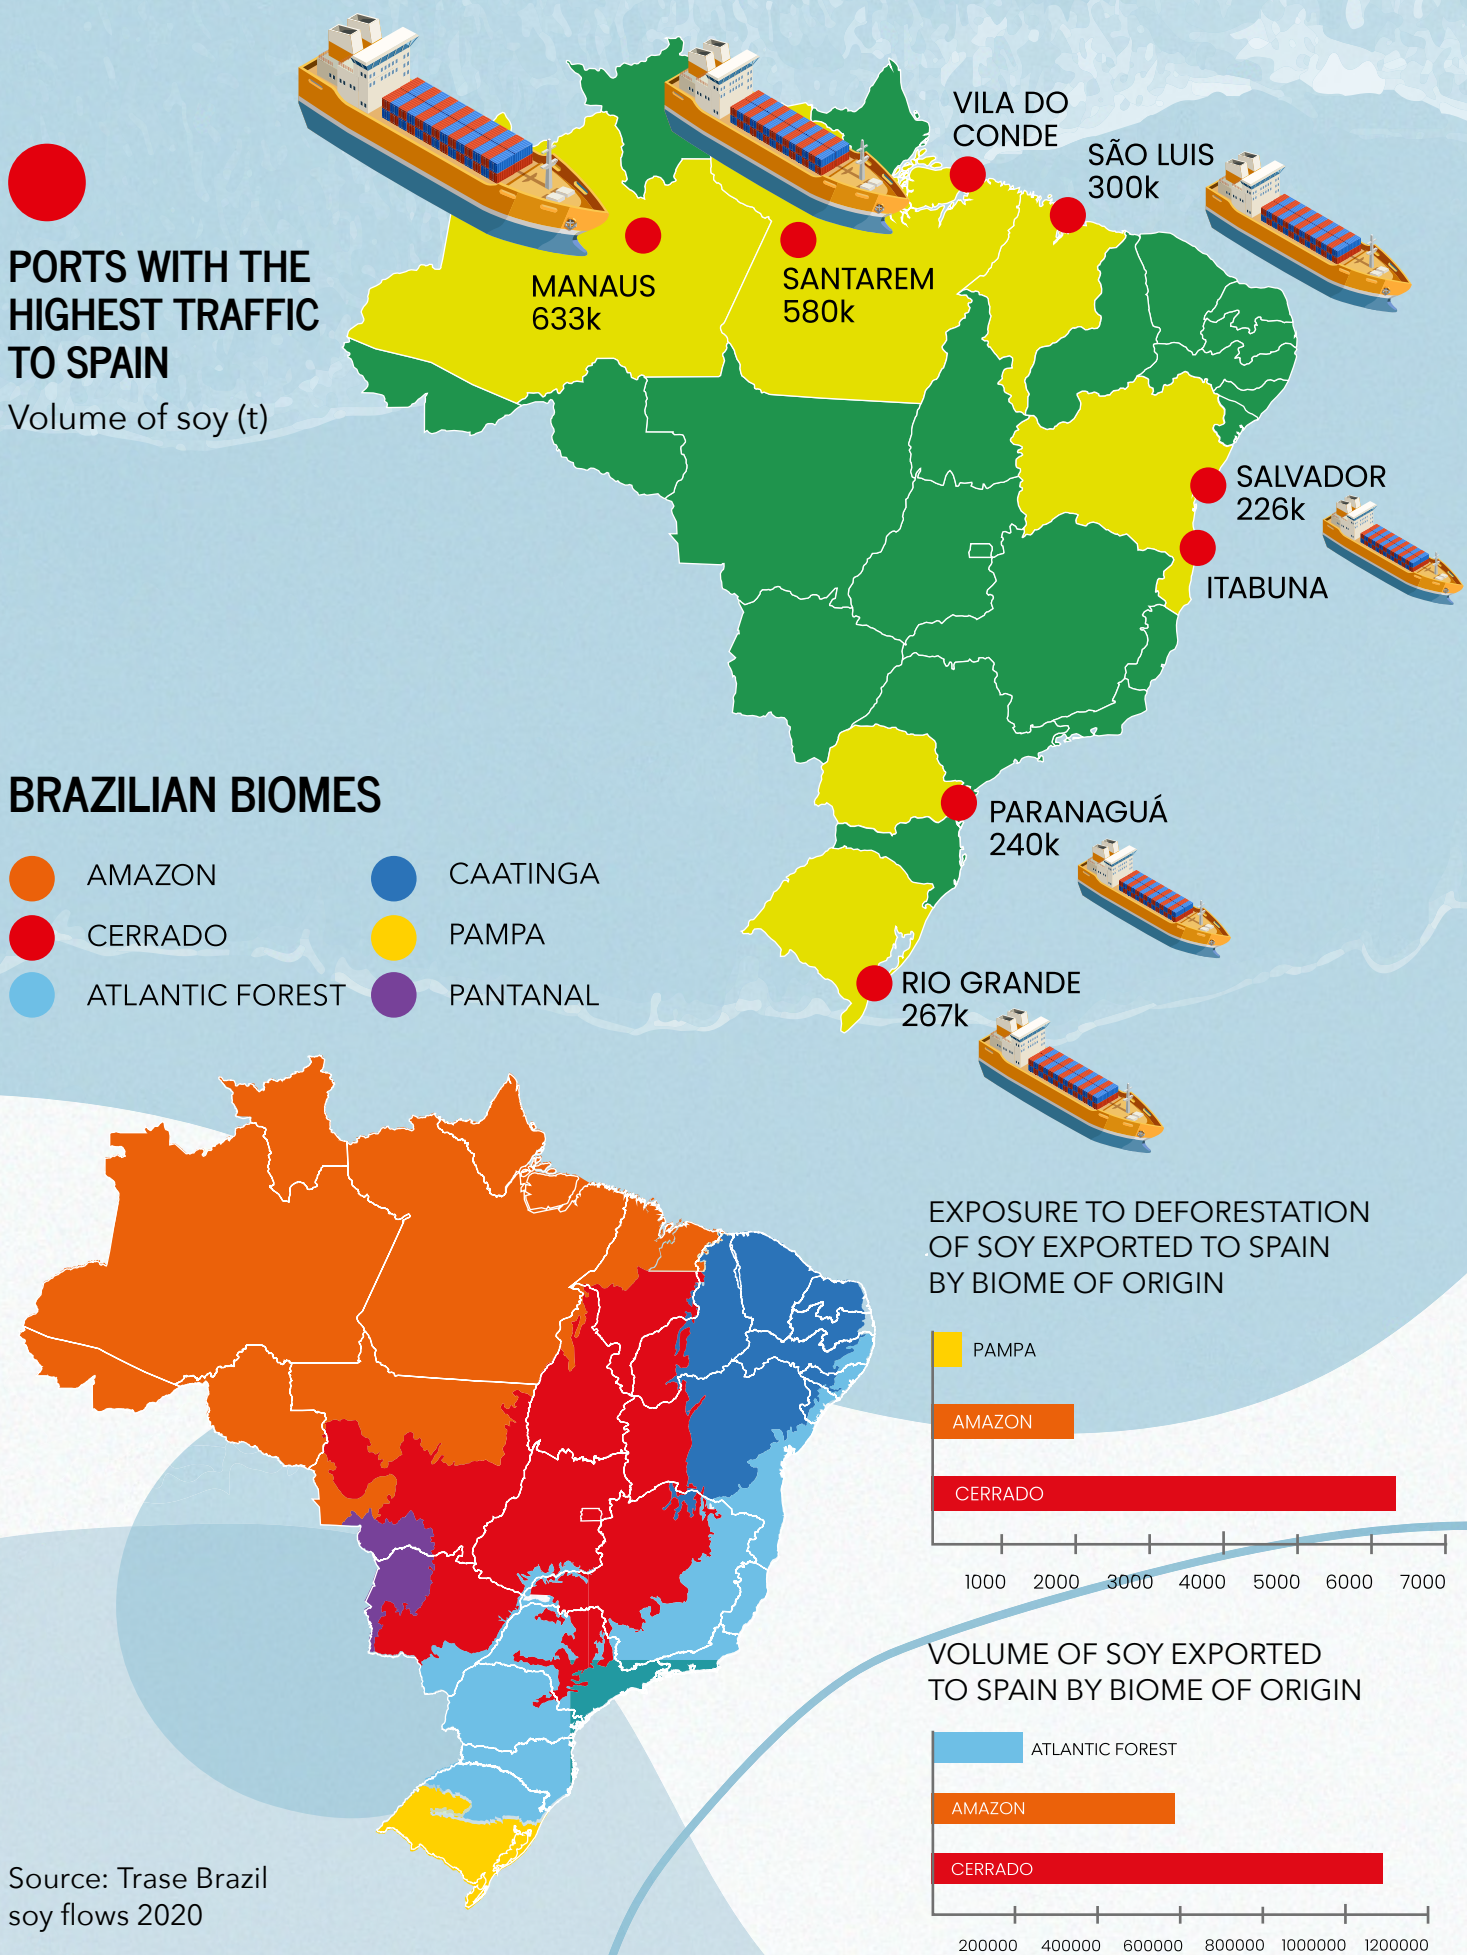 PORTS WITH THE
HIGHEST TRAFFIC
TO SPAIN
Volume of soy (t)
VILA DO
CONDE
SÃO LUIS
300k
MANAUS
633k
SANTAREM
580k
SALVADOR
226k
ITABUNA
PARANAGUÁ
240k
RIO GRANDE
267k
BRAZILIAN BIOMES
AMAZON
CERRADO
ATLANTIC FOREST
CAATINGA
PAMPA
PANTANAL
EXPOSURE TO DEFORESTATION
OF SOY EXPORTED TO SPAIN
BY BIOME OF ORIGIN
PAMPA
AMAZON
CERRADO
1000 2000 3000 4000 5000 6000 7000
VOLUME OF SOY EXPORTED
TO SPAIN BY BIOME OF ORIGIN
ATLANTIC FOREST
AMAZON
CERRADO
200000 400000 600000 800000 1000000 1200000
Source: Trase Brazil
soy flows 2020